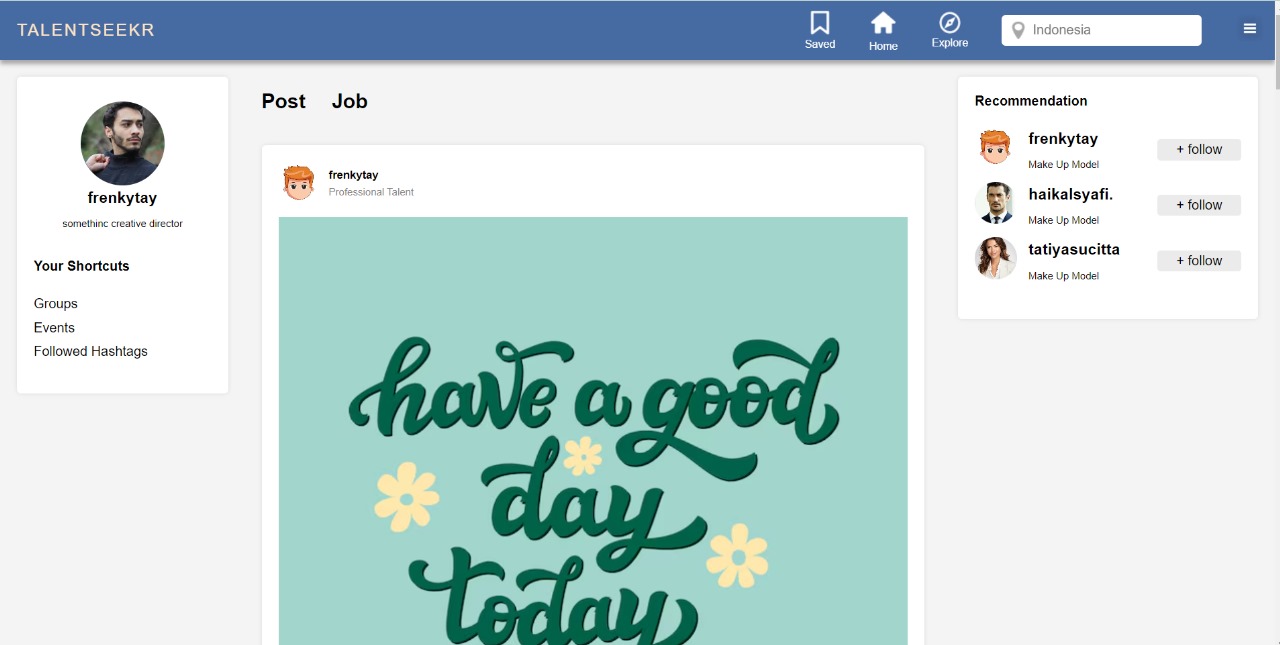 TALENTSEEKR
Saved
Home
Explore
Indonesia
frenkytay
somethinc creative director
Your Shortcuts
Groups
Events
Followed Hashtags
Post Job
frenkytay
Professional Talent
have a good
day
today
Recommendation
frenkytay
Make Up Model
+ follow
haikalsyafi.
Make Up Model
+ follow
tatiyasucitta
Make Up Model
+ follow